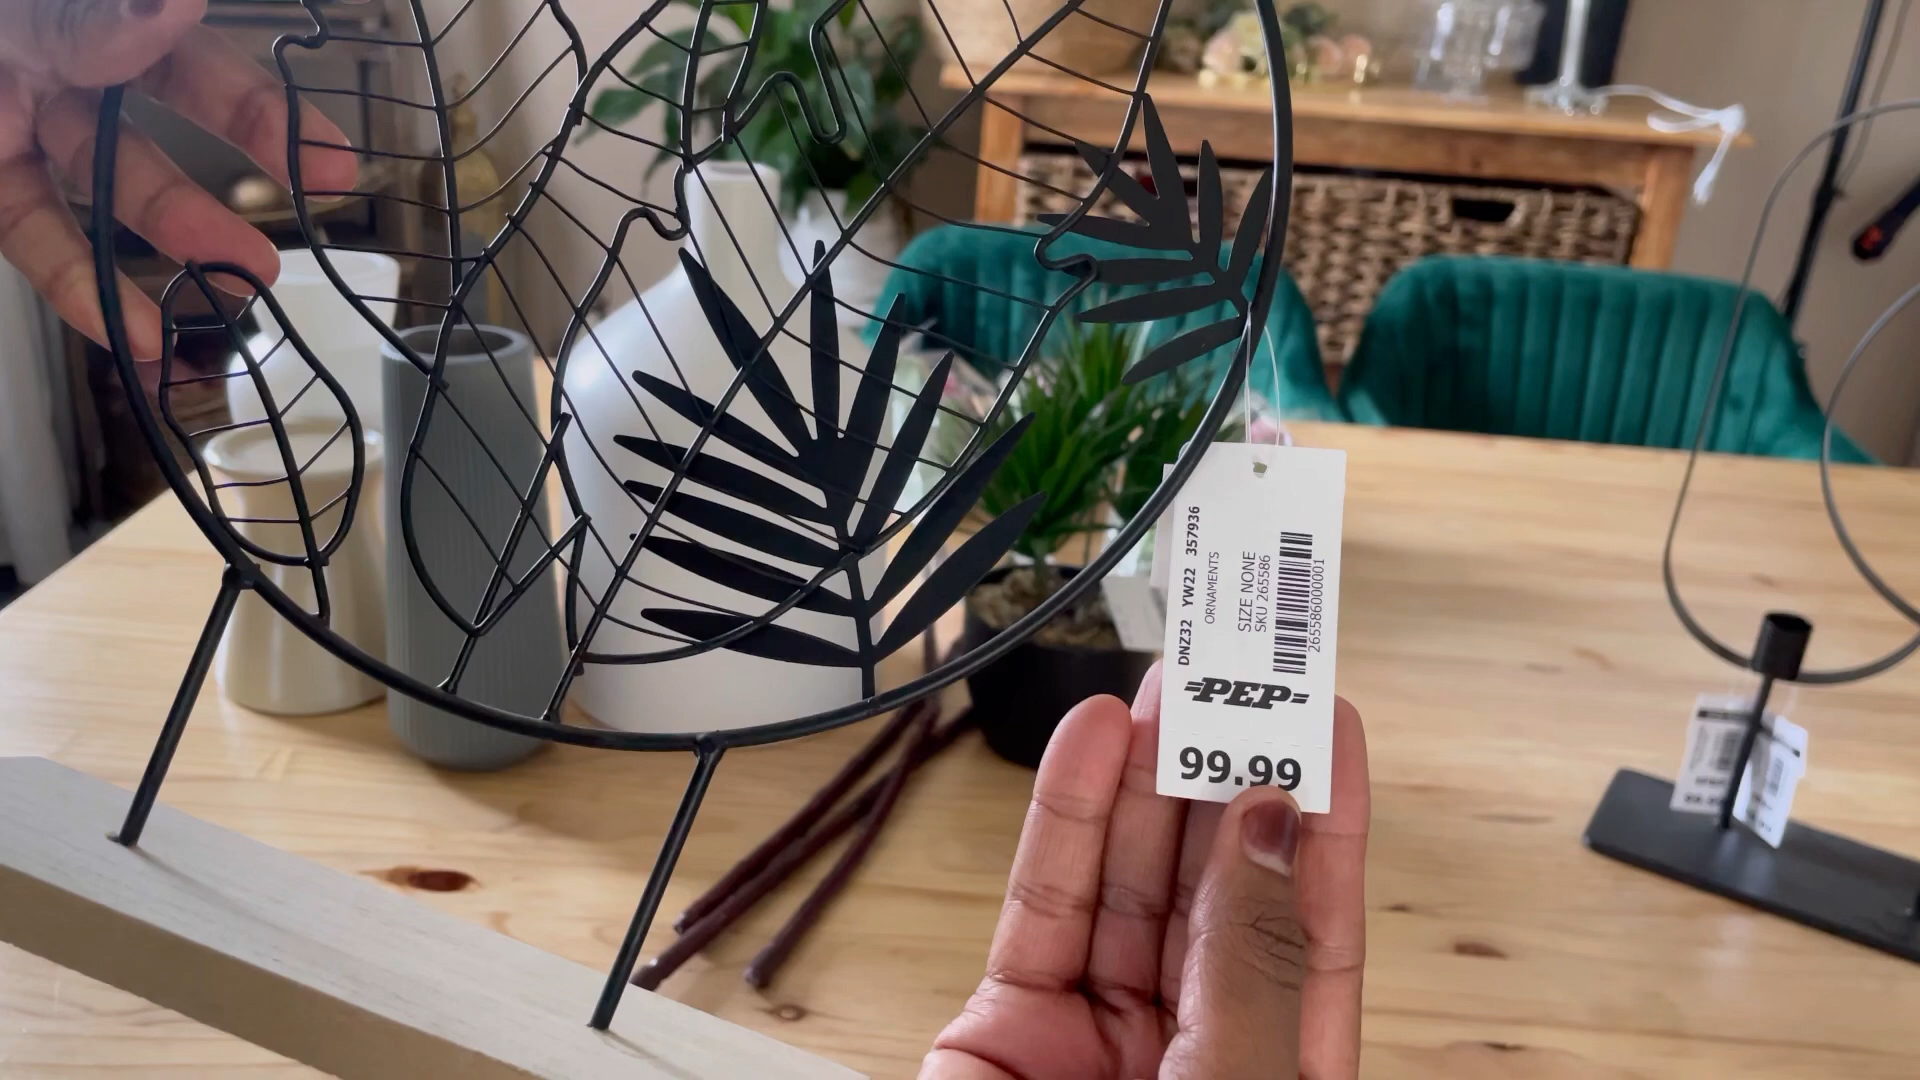 DNZ32 YW22 357936
ORNAMENTS
SIZE NONE
SKU 265586
265586000001
PEP
99.99